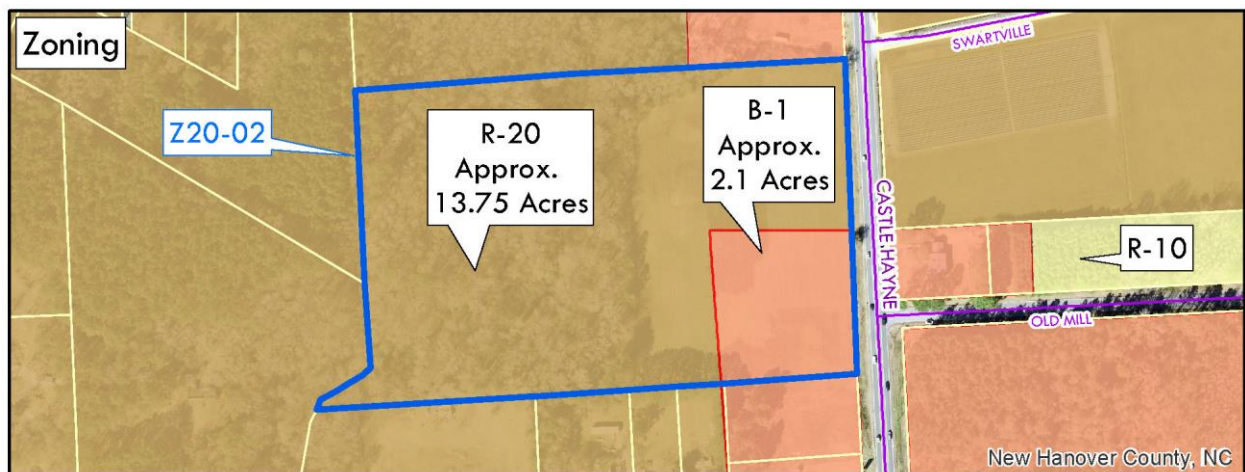 Zoning
SWARTVILLE
Z20-02
R-20
Approx.
13.75 Acres
B-1
Approx.
2.1 Acres
CASTLE HAYNE
R-10
OLD MILL
New Hanover County, NC